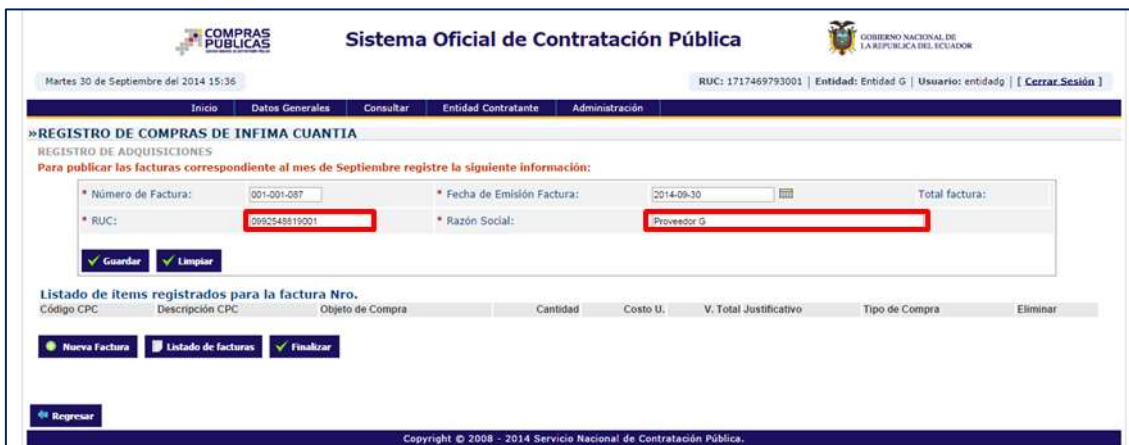 COMPRAS
PÚBLICAS
Sistema Oficial de Contratación Pública
GOBIERNO NACIONAL DE
LA REPUBLICA DEL ECUADOR
Martes 30 de Septiembre del 2014 15:36
RUC: 1717469793001 | Entidad: Entidad G | Usuario: entidadg | [ Cerrar Sesión ]
Inicio Datos Generales Consultar Entidad Contratante Administración
»REGISTRO DE COMPRAS DE INFIMA CUANTIA
REGISTRO DE ADQUISICIONES
Para publicar las facturas correspondiente al mes de Septiembre registre la siguiente información:
* Número de Factura: 001-001-087 * Fecha de Emisión Factura: 2014-09-30 Total factura:
* RUC: 0992548819001 * Razón Social: Proveedor G
Guardar Limpiar
Listado de ítems registrados para la factura Nro.
Código CPC Descripción CPC Objeto de Compra Cantidad Costo U. V. Total Justificativo Tipo de Compra Eliminar
Nueva Factura Listado de facturas Finalizar
Regresar
Copyright © 2008 - 2014 Servicio Nacional de Contratación Pública.